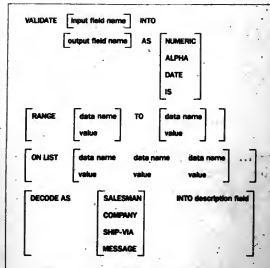 VALIDATE [input field name] INTO
[output field name] AS [NUMERIC
ALPHA
DATE
IS]
[RANGE [data name TO [data name
value] value]]
[ON LIST [data name data name data name ...
value value value]]
[DECODE AS [SALESMAN INTO description field]
COMPANY
SHIP-VIA
MESSAGE]